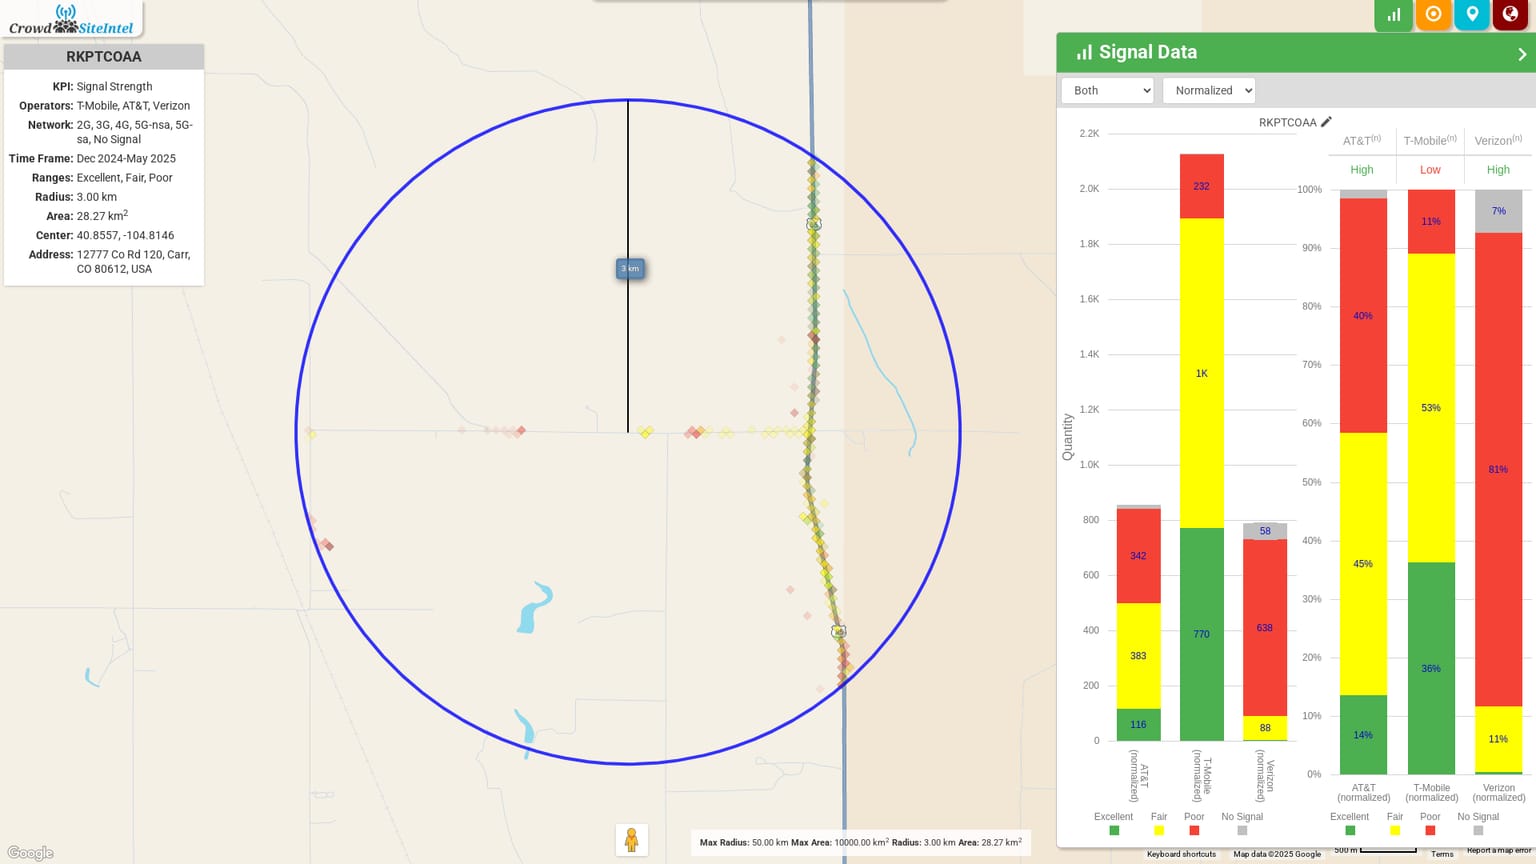 Crowd SiteIntel
RKPTCOAA
KPI: Signal Strength
Operators: T-Mobile, AT&T, Verizon
Network: 2G, 3G, 4G, 5G-nsa, 5G-
sa, No Signal
Time Frame: Dec 2024-May 2025
Ranges: Excellent, Fair, Poor
Radius: 3.00 km
Area: 28.27 km2
Center: 40.8557, -104.8146
Address: 12777 Co Rd 120, Carr,
CO 80612, USA
3 km
Signal Data
Both
Normalized
RKPTCOAA
2.2K
2.0K
1.8K
1.6K
1.4K
1.2K
1.0K
800
600
400
200
0
Quantity
342
383
116
232
1K
770
58
638
88
AT&T
(normalized)
T-Mobile
(normalized)
Verizon
(normalized)
Excellent Fair Poor No Signal
AT&T(n) T-Mobile(n) Verizon(n)
High Low High
100%
90%
80%
70%
60%
50%
40%
30%
20%
10%
0%
40%
45%
14%
11%
53%
36%
7%
81%
11%
AT&T
(normalized)
T-Mobile
(normalized)
Verizon
(normalized)
Excellent Fair Poor No Signal
Max Radius: 50.00 km Max Area: 10000.00 km2 Radius: 3.00 km Area: 28.27 km2
Google
Keyboard shortcuts
Map data ©2025 Google
500 m
Terms
Report a map error